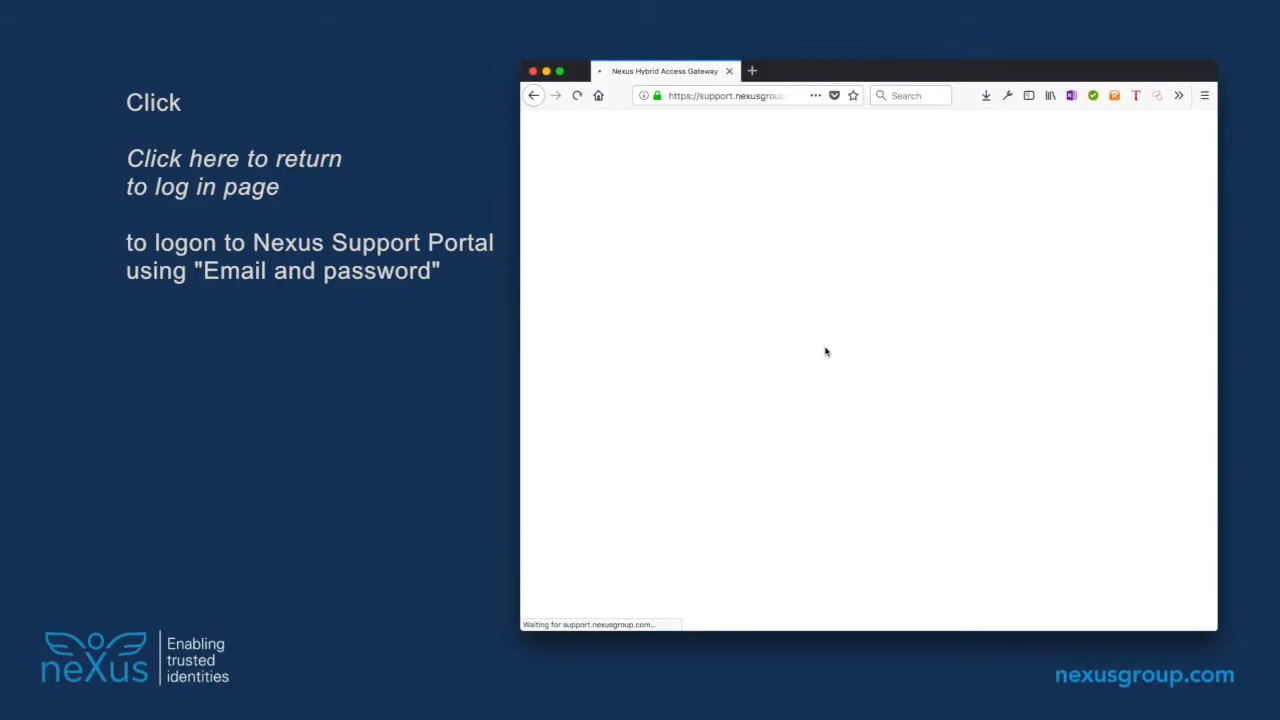 Click
Click here to return
to log in page
to logon to Nexus Support Portal
using "Email and password"
Nexus Hybrid Access Gateway
https://support.nexusgroup
Search
Waiting for support.nexusgroup.com...
neXus
Enabling
trusted
identities
nexusgroup.com